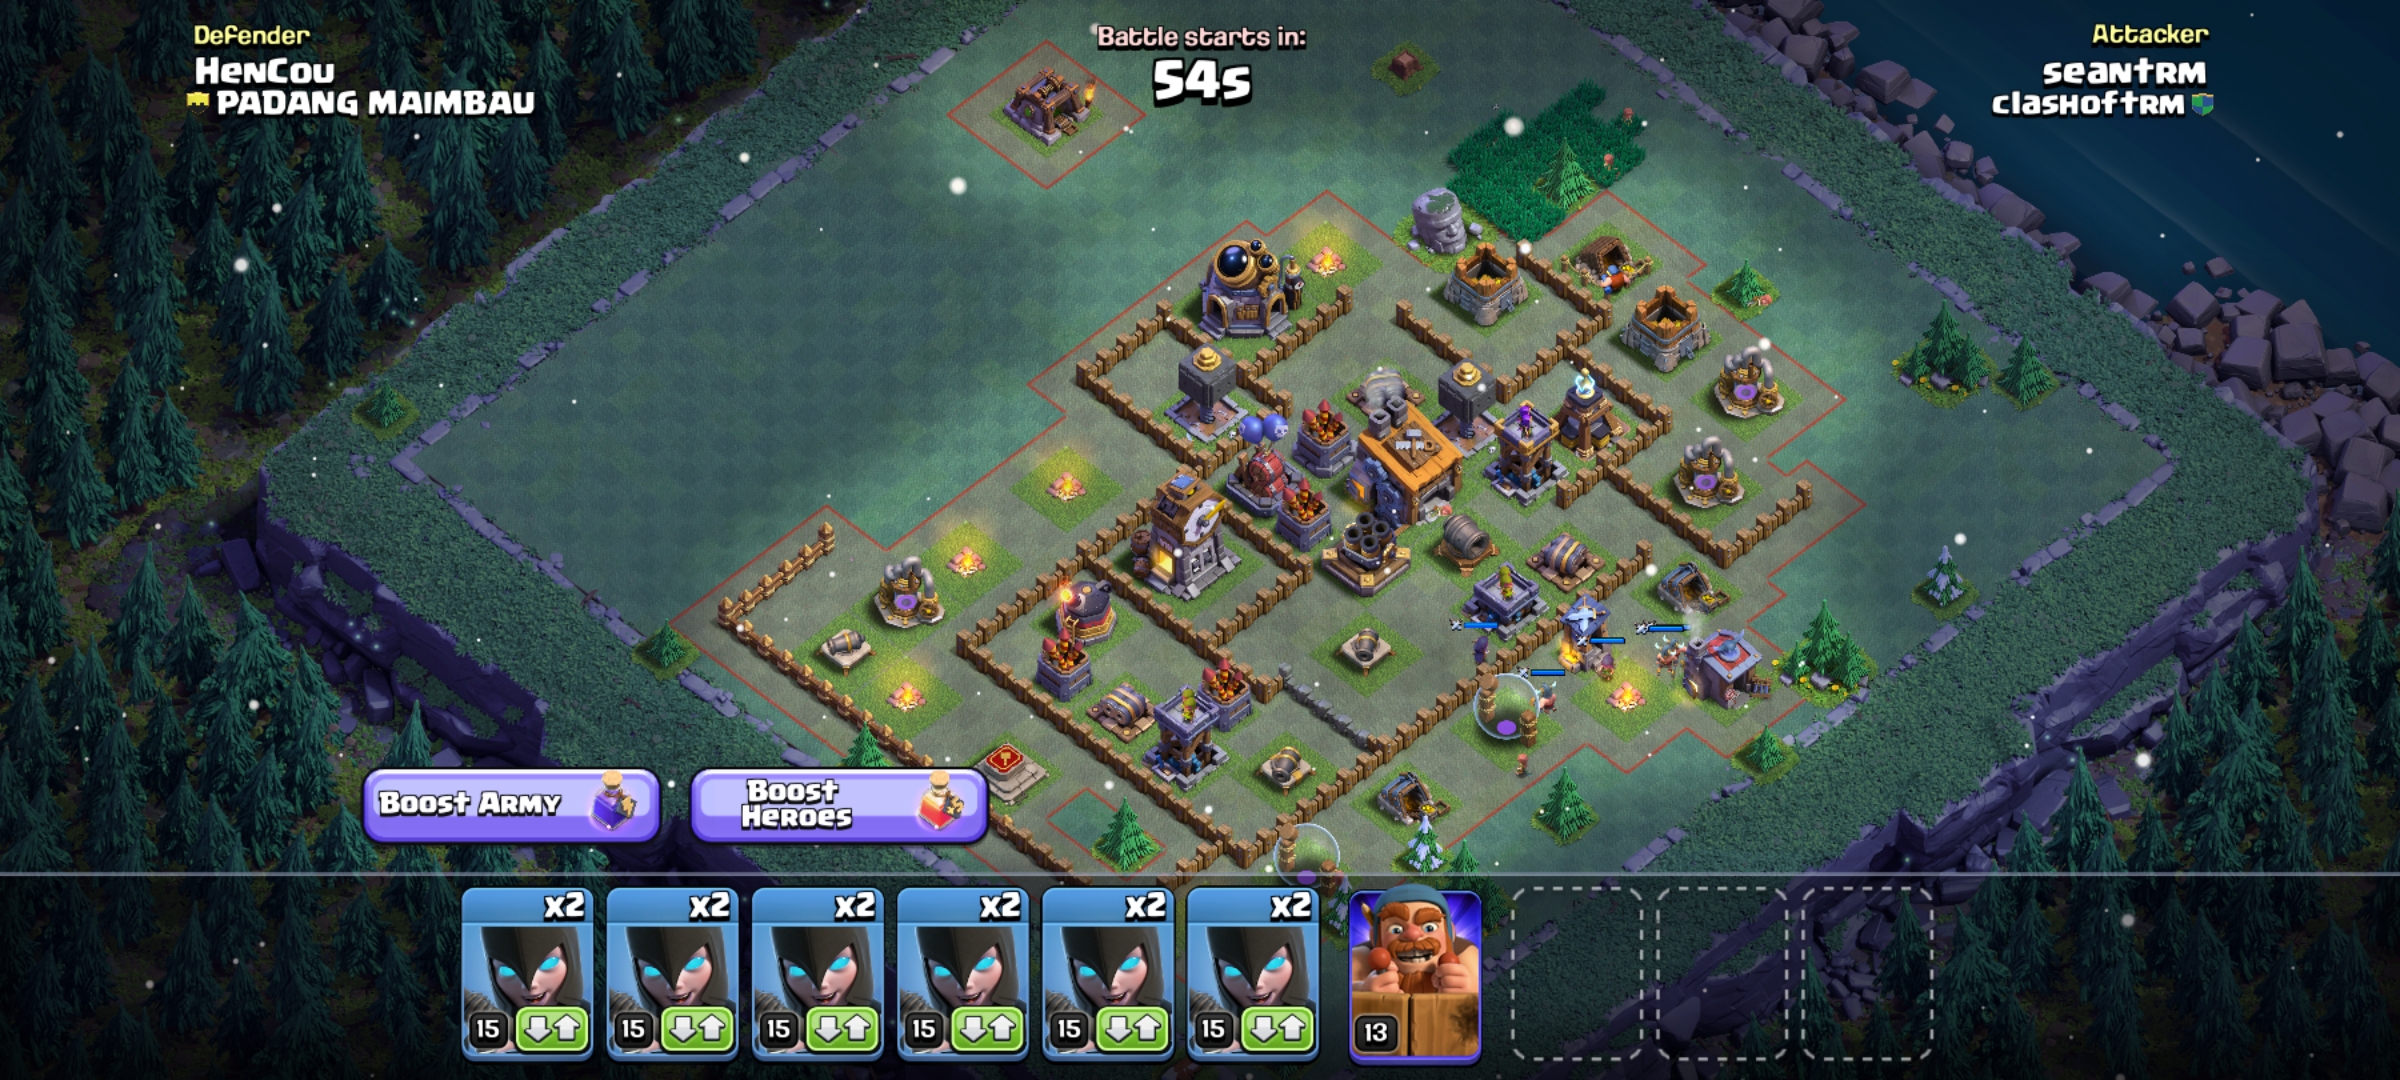 Defender
HenCou
PADANG MAIMBAU
Battle starts in:
54s
Attacker
seantRM
clashoftRM
Boost Army
Boost
Heroes
x2
x2
x2
x2
x2
x2
15
15
15
15
15
15
13